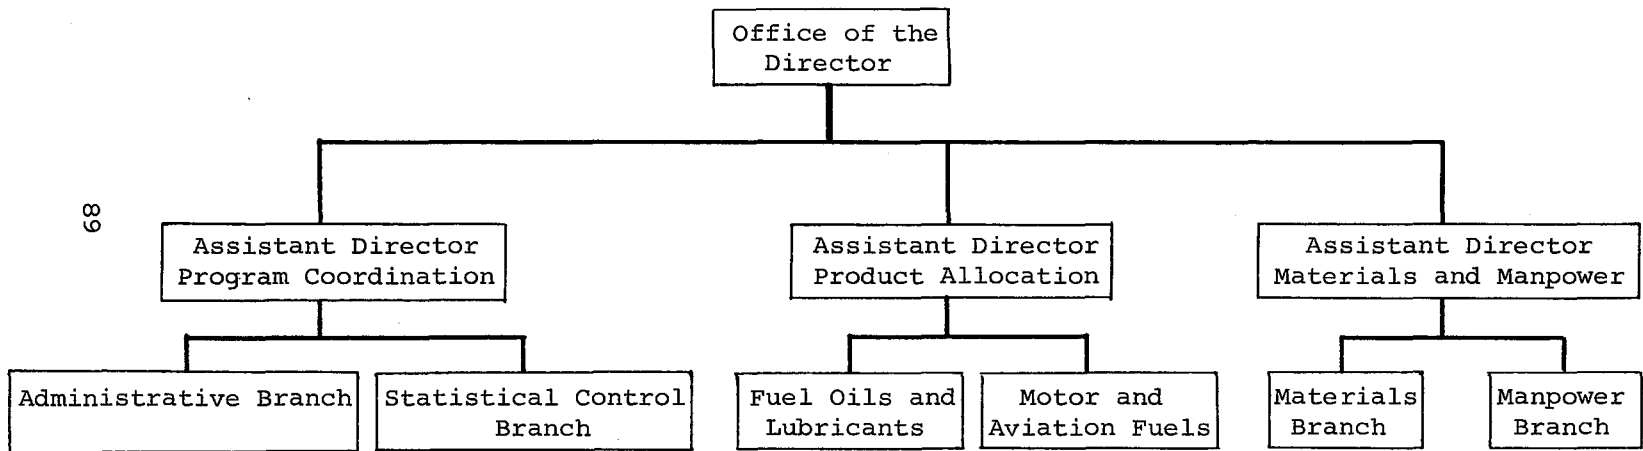 Office of the
Director
89
Assistant Director
Program Coordination
Assistant Director
Product Allocation
Assistant Director
Materials and Manpower
Administrative Branch
Statistical Control
Branch
Fuel Oils and
Lubricants
Motor and
Aviation Fuels
Materials
Branch
Manpower
Branch